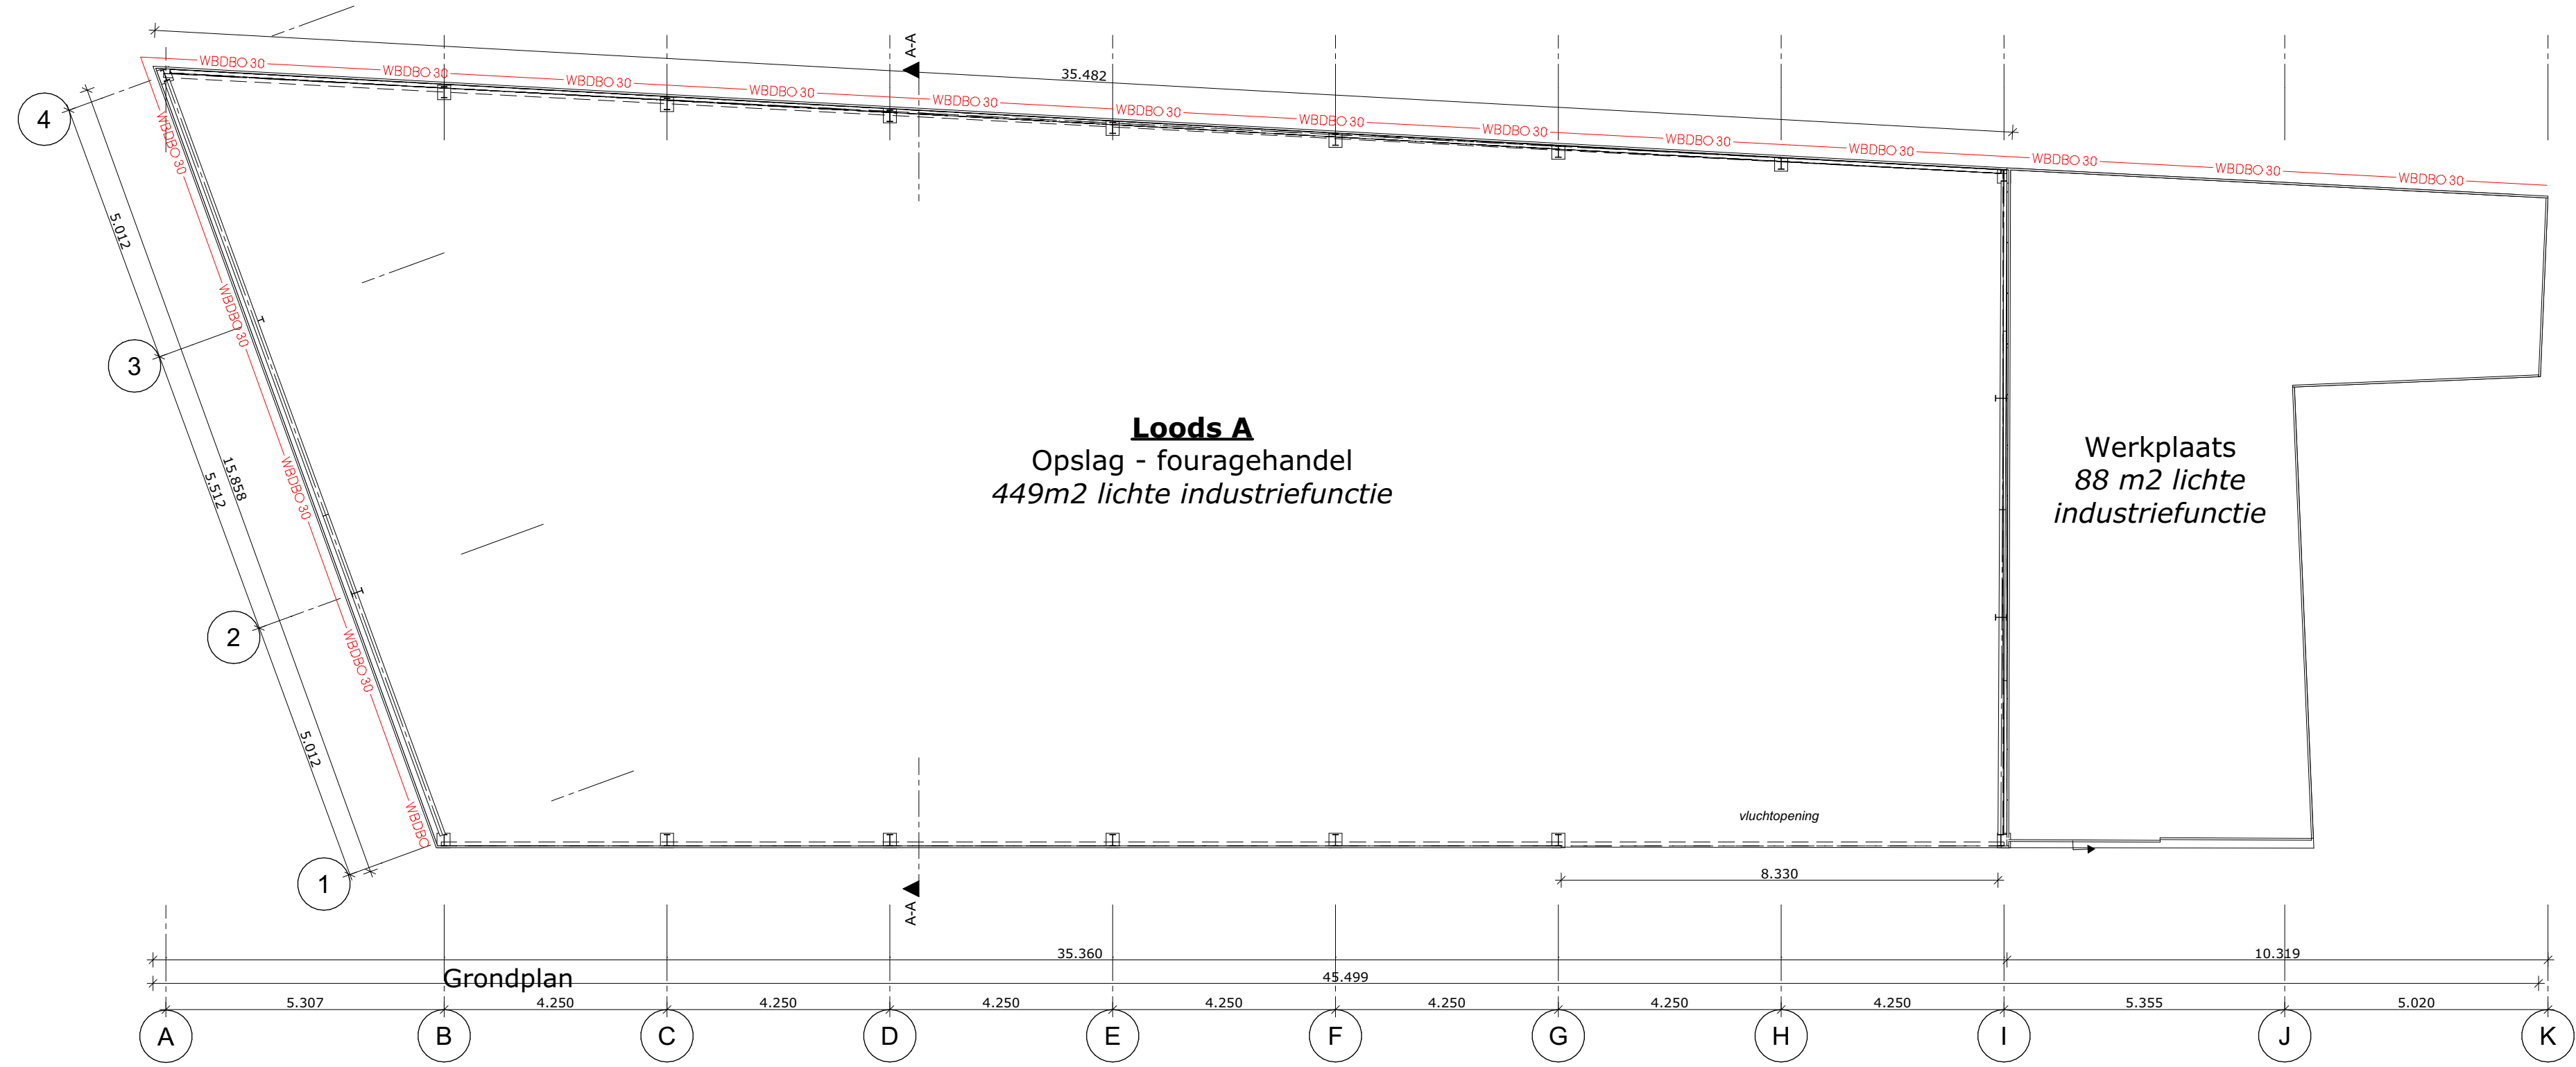 A-A
35.482
WBDBO 30
WBDBO 30
WBDBO 30
WBDBO 30
WBDBO 30
WBDBO 30
WBDBO 30
WBDBO 30
WBDBO 30
WBDBO 30
WBDBO 30
WBDBO 30
WBDBO 30
4
3
2
1
5.012
5.512
5.012
15.858
WBDBO 30
WBDBO 30
WBDBO 30
WBDBO 30
WBDBO
Loods A
Opslag - fouragehandel
449m2 lichte industriefunctie
Werkplaats
88 m2 lichte
industriefunctie
vluchtopening
8.330
A-A
35.360
10.319
Grondplan
45.499
5.307
4.250
4.250
4.250
4.250
4.250
4.250
4.250
5.355
5.020
A
B
C
D
E
F
G
H
I
J
K